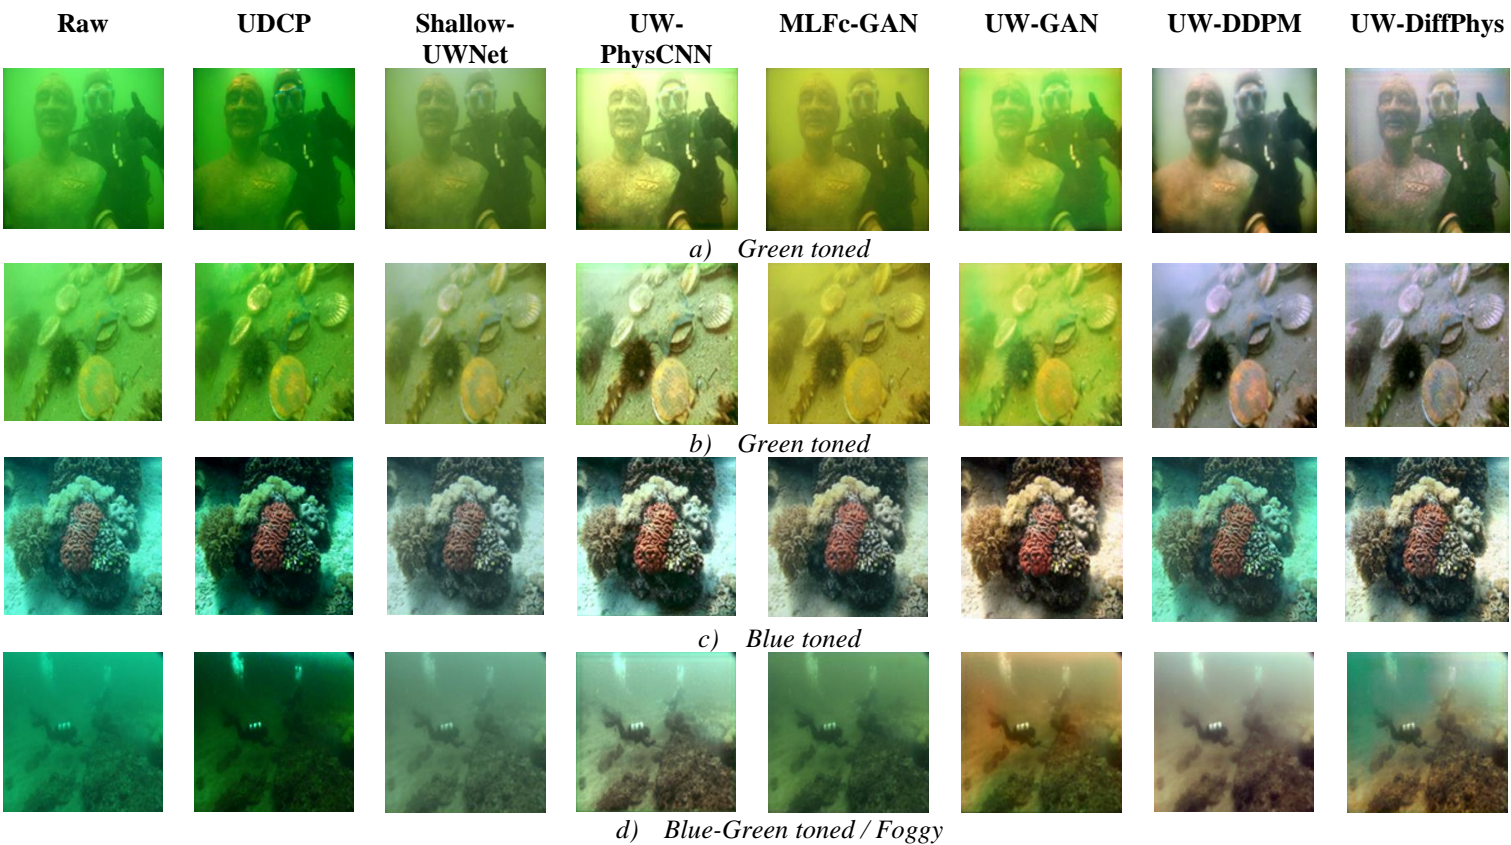 Raw UDCP Shallow- UW- MLFc-GAN UW-GAN UW-DDPM UW-DiffPhys
UWNet PhysCNN
a) Green toned
b) Green toned
c) Blue toned
d) Blue-Green toned / Foggy